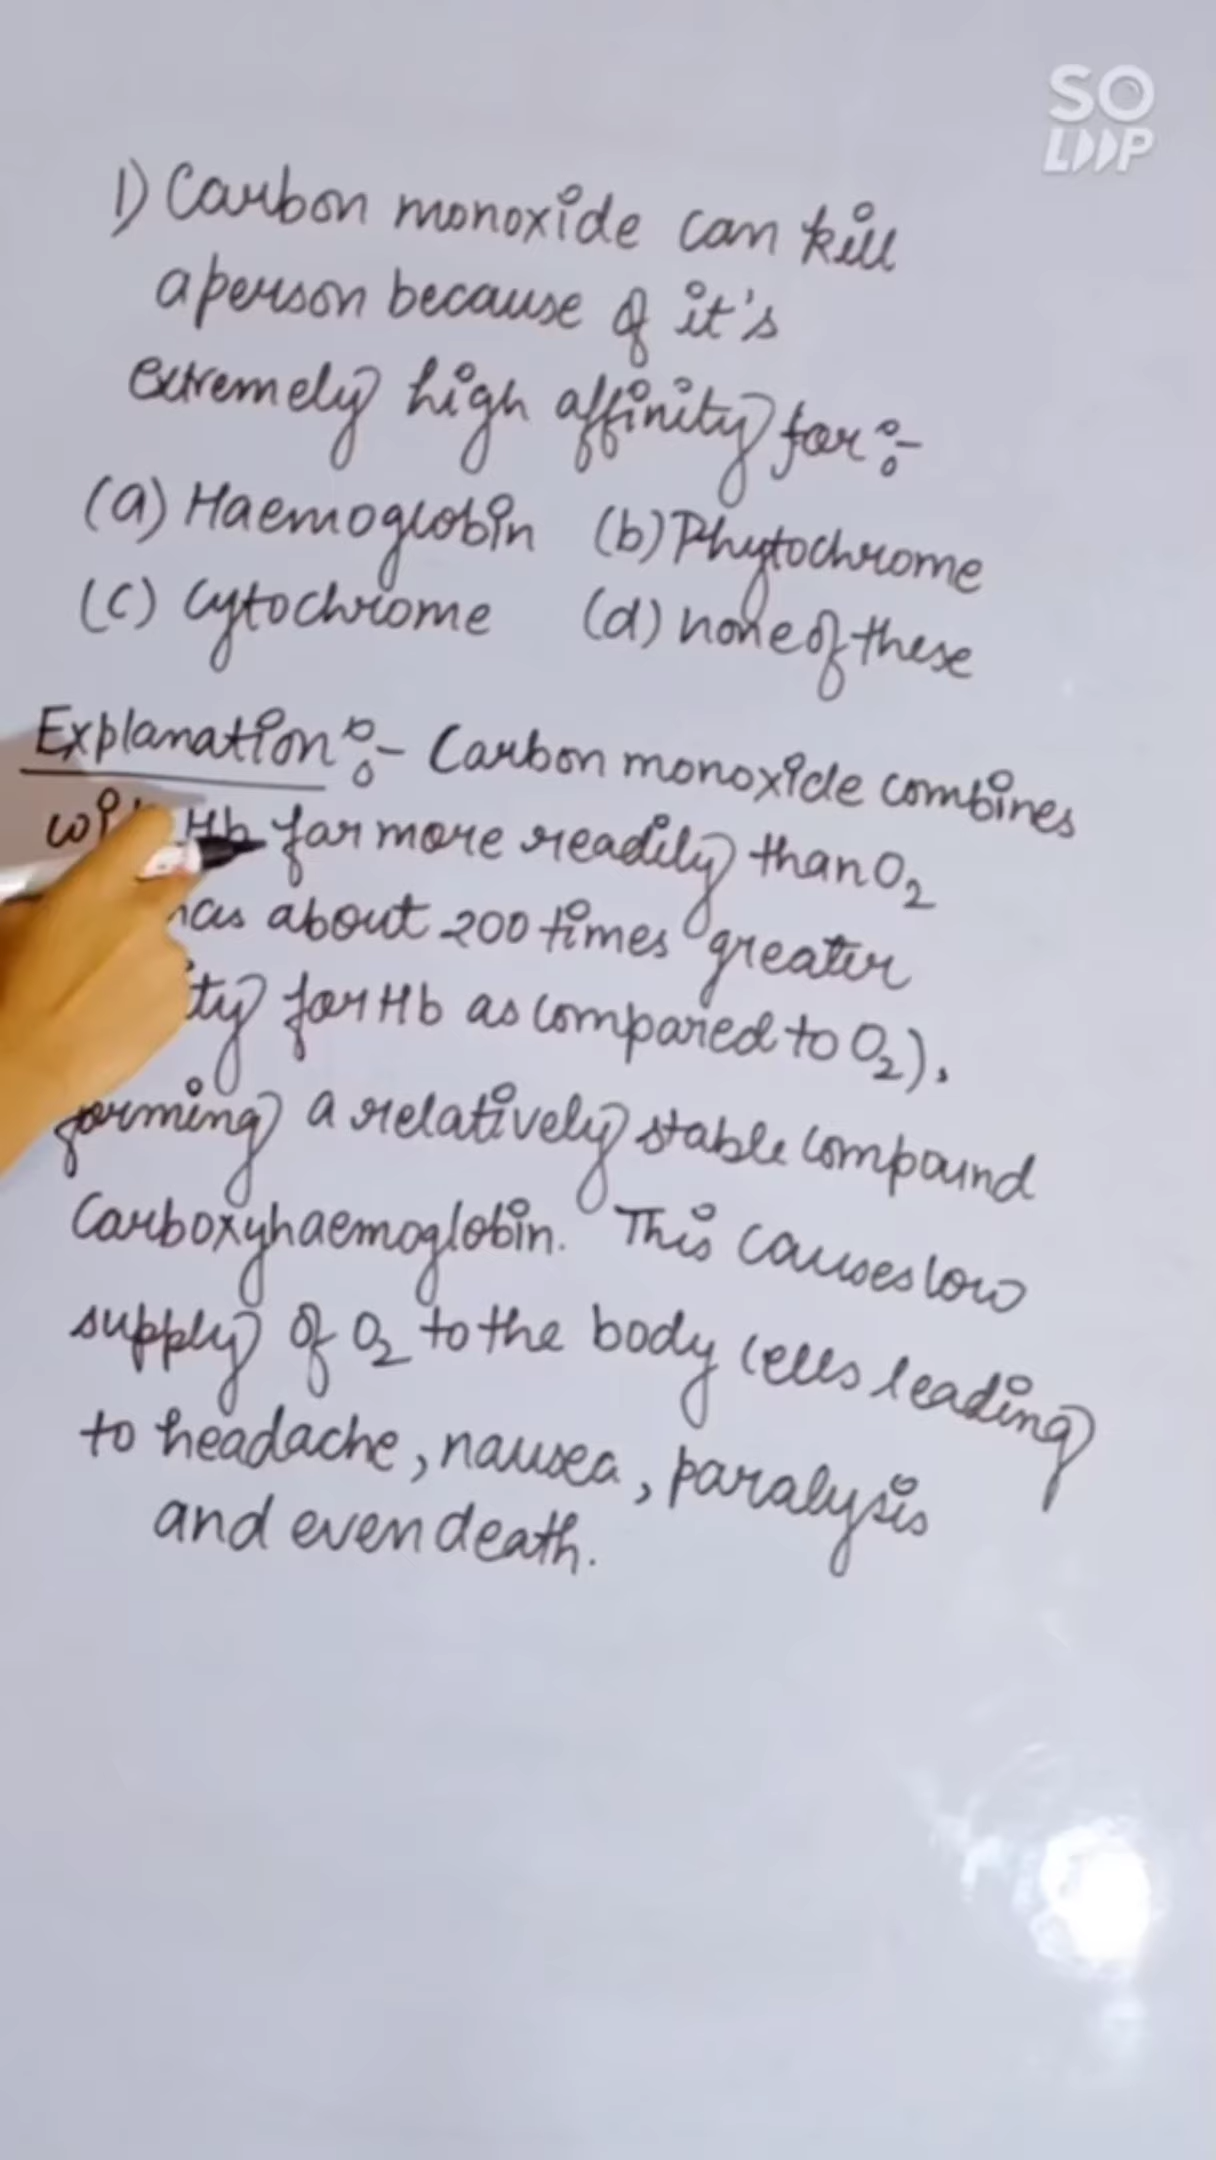 SO
LOOP
1) Carbon monoxide can kill
a person because of it's
extremely high affinity for:-
(a) Haemoglobin (b) Phytochrome
(c) Cytochrome (d) none of these
Explanation :- Carbon monoxide combines
Hb far more readily than O2
about 200 times greater
for Hb as compared to O2),
forming a relatively stable compound
Carboxyhaemoglobin. This causes low
supply of O2 to the body cells leading
to headache, nausea, paralysis
and even death.